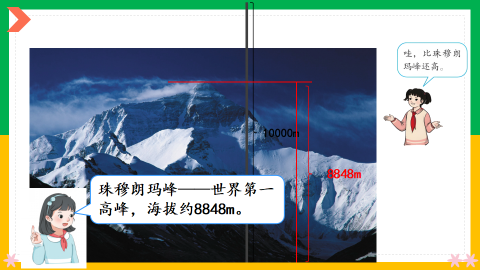 哇，比珠穆朗
玛峰还高。
10000m
8848m
珠穆朗玛峰——世界第一
高峰，海拔约8848m。